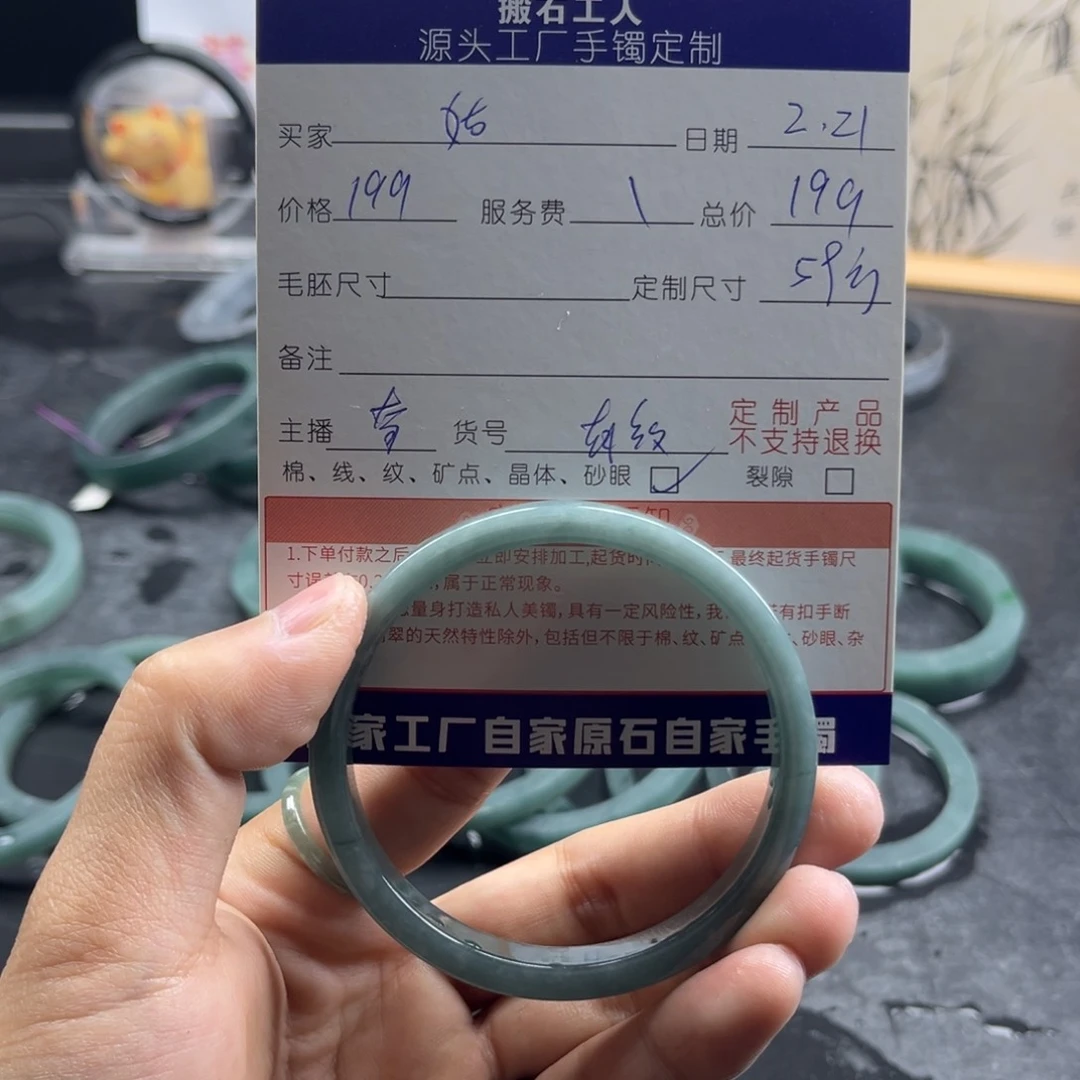 搬石工人
源头工厂手镯定制
买家 日期 2.21
价格 199 服务费 \ 总价 199
毛胚尺寸 定制尺寸 59
备注
主播 货号 纹 定制产品
不支持退换
棉、线、纹、矿点、晶体、砂眼 裂隙
1.下单付款之后 立即安排加工,起货时 最终起货手镯尺
寸误 0. ,属于正常现象。
量身打造私人美镯,具有一定风险性,我 有扣手断
翠的天然特性除外,包括但不限于棉、纹、矿点 、砂眼、杂
家工厂自家原石自家手镯